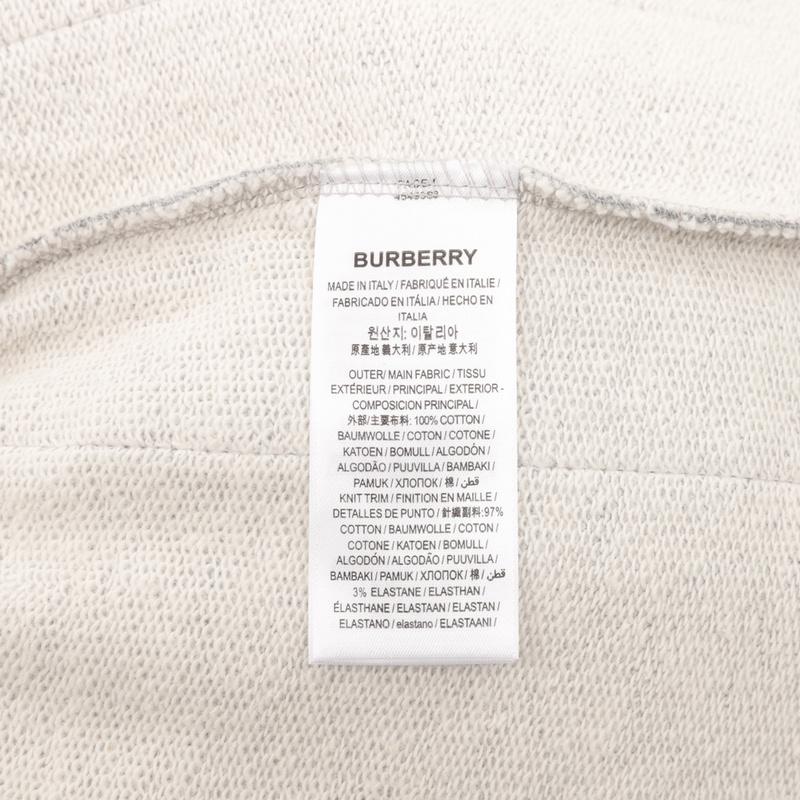 BURBERRY
MADE IN ITALY / FABRIQUÉ EN ITALIE /
FABRICADO EN ITÁLIA / HECHO EN
ITALIA
원산지: 이탈리아
原產地 義大利 / 原产地 意大利
OUTER/ MAIN FABRIC / TISSU
EXTÉRIEUR / PRINCIPAL / EXTERIOR -
COMPOSICION PRINCIPAL /
外部/主要布料: 100% COTTON /
BAUMWOLLE / COTON / COTONE /
KATOEN / BOMULL / ALGODÓN /
ALGODÃO / PUUVILLA / BAMBAKI /
PAMUK / ХЛОПОК / 棉 / قطن /
KNIT TRIM / FINITION EN MAILLE /
DETALLES DE PUNTO / 針織副料: 97%
COTTON / BAUMWOLLE / COTON /
COTONE / KATOEN / BOMULL /
ALGODÓN / ALGODÃO / PUUVILLA /
BAMBAKI / PAMUK / ХЛОПОК / 棉 / قطن
3% ELASTANE / ELASTHAN /
ÉLASTHANE / ELASTAAN / ELASTAN /
ELASTANO / elastano / ELASTAANI /